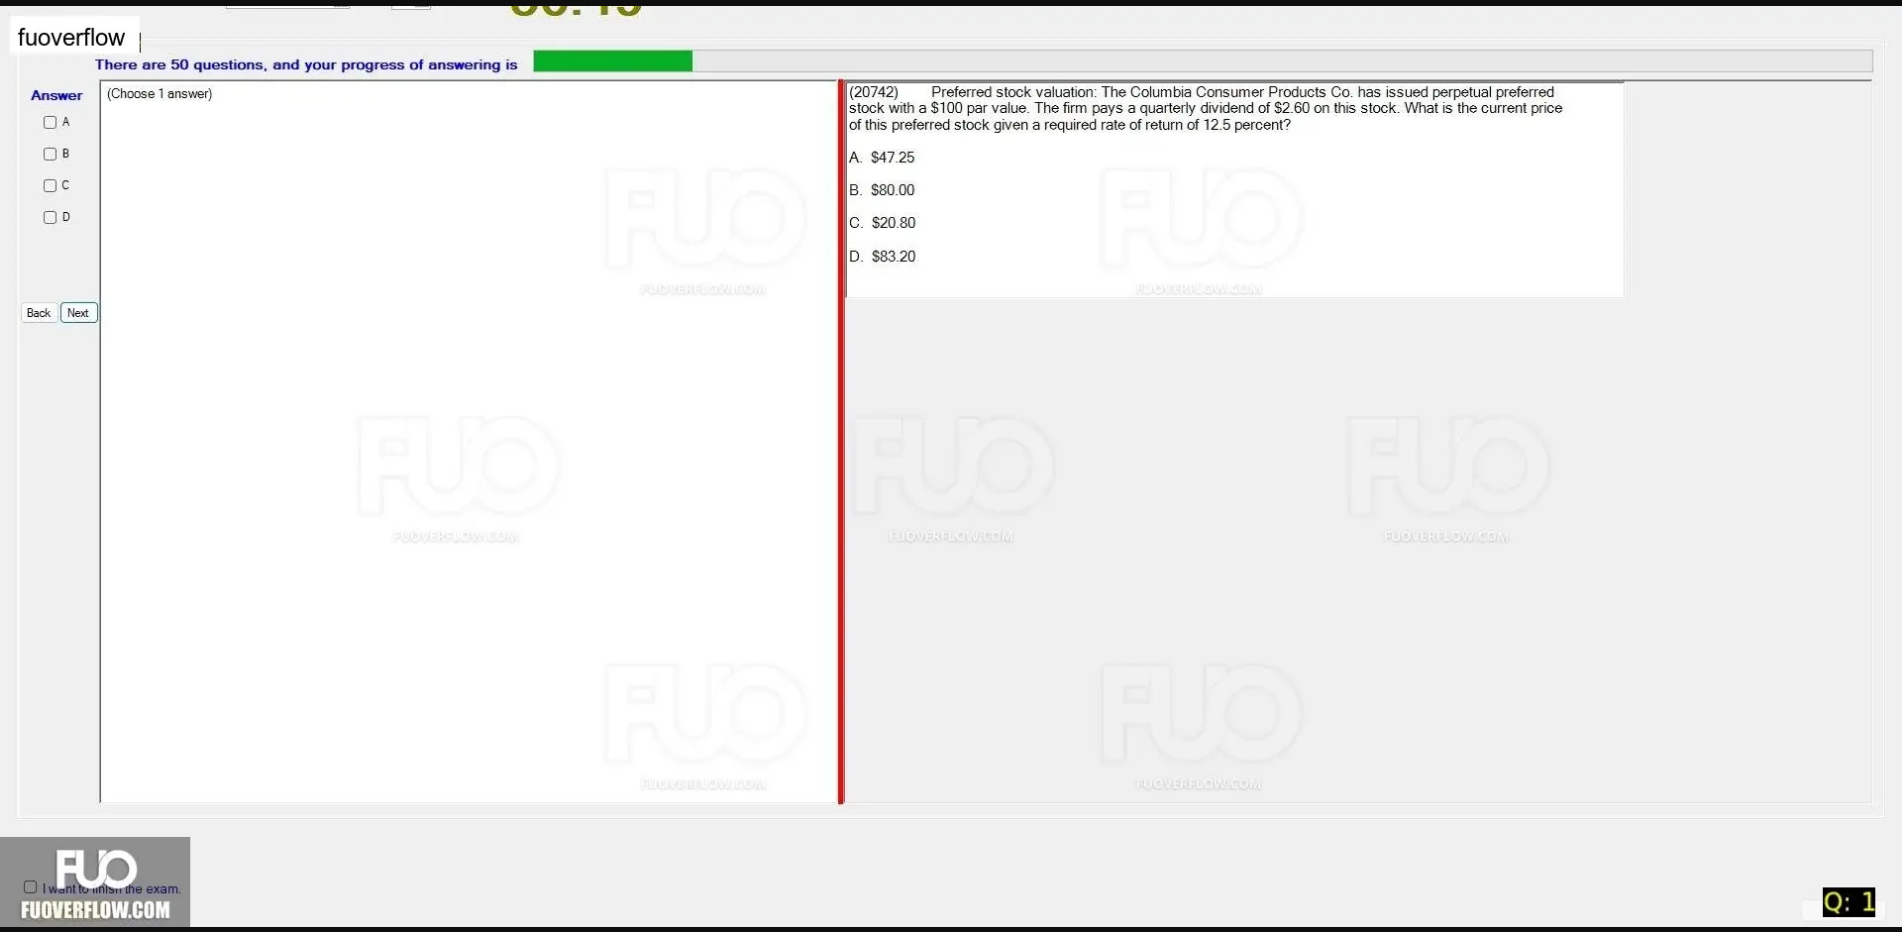 fuoverflow
There are 50 questions, and your progress of answering is
Answer
(Choose 1 answer)
A
B
C
D
Back Next
(20742) Preferred stock valuation: The Columbia Consumer Products Co. has issued perpetual preferred
stock with a $100 par value. The firm pays a quarterly dividend of $2.60 on this stock. What is the current price
of this preferred stock given a required rate of return of 12.5 percent?
A. $47.25
B. $80.00
C. $20.80
D. $83.20
FUO
FUOVERFLOW.COM
FUO
FUOVERFLOW.COM
FUO
FUOVERFLOW.COM
FUO
FUOVERFLOW.COM
FUO
FUOVERFLOW.COM
FUO
FUOVERFLOW.COM
FUO
FUOVERFLOW.COM
FUO
I want to finish the exam.
FUOVERFLOW.COM
Q: 1